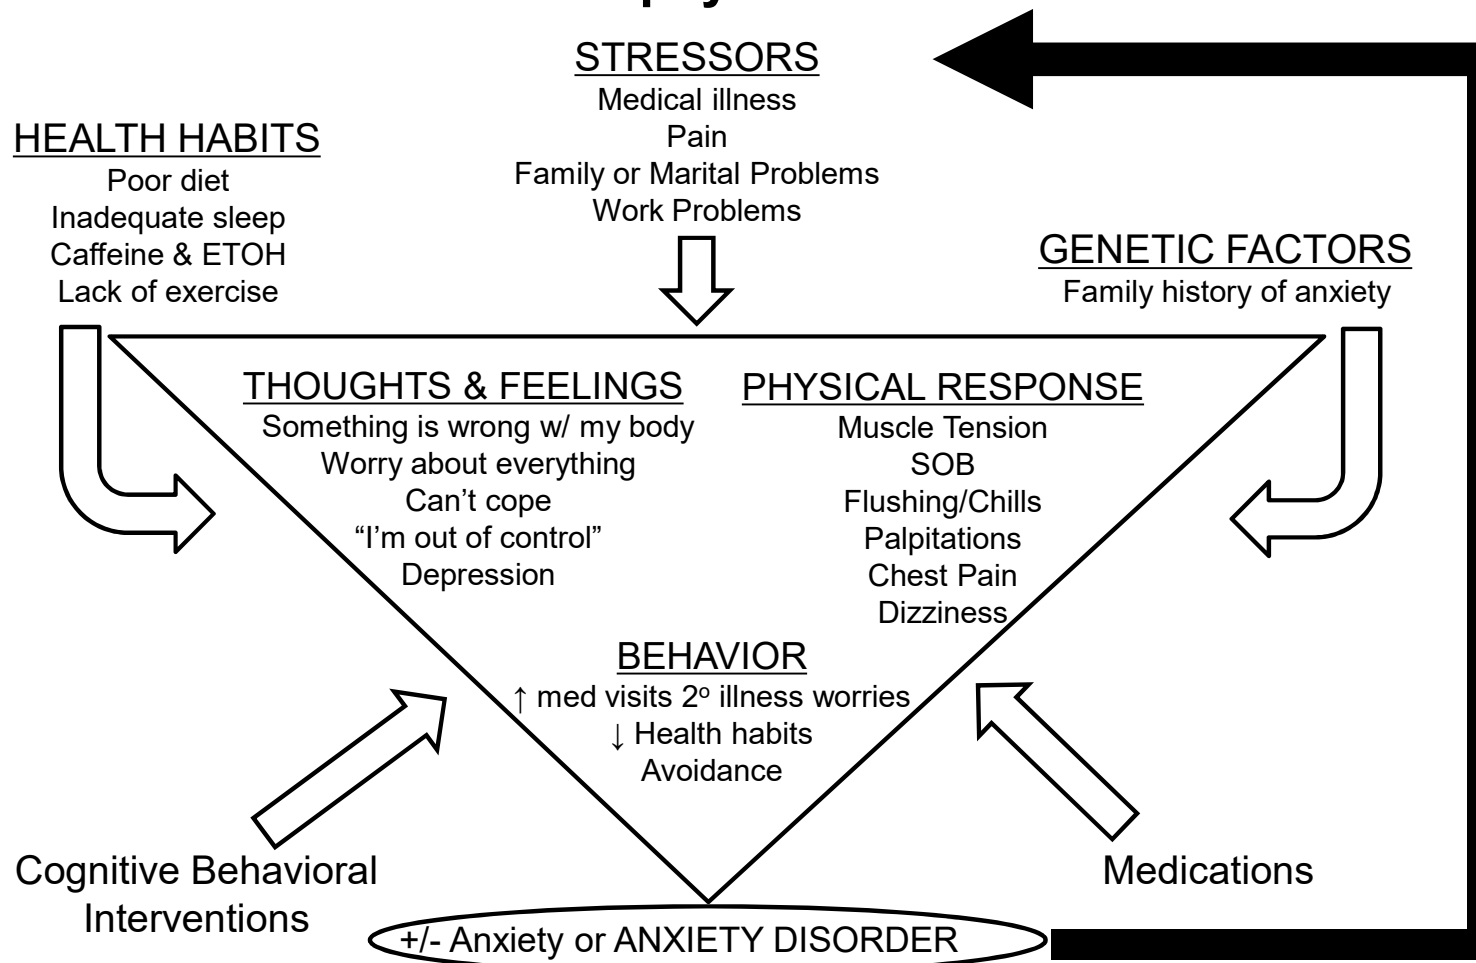 STRESSORS
Medical illness
Pain
Family or Marital Problems
Work Problems
HEALTH HABITS
Poor diet
Inadequate sleep
Caffeine & ETOH
Lack of exercise
GENETIC FACTORS
Family history of anxiety
THOUGHTS & FEELINGS
Something is wrong w/ my body
Worry about everything
Can’t cope
“I’m out of control”
Depression
PHYSICAL RESPONSE
Muscle Tension
SOB
Flushing/Chills
Palpitations
Chest Pain
Dizziness
BEHAVIOR
↑ med visits 2º illness worries
↓ Health habits
Avoidance
Cognitive Behavioral
Interventions
Medications
+/- Anxiety or ANXIETY DISORDER